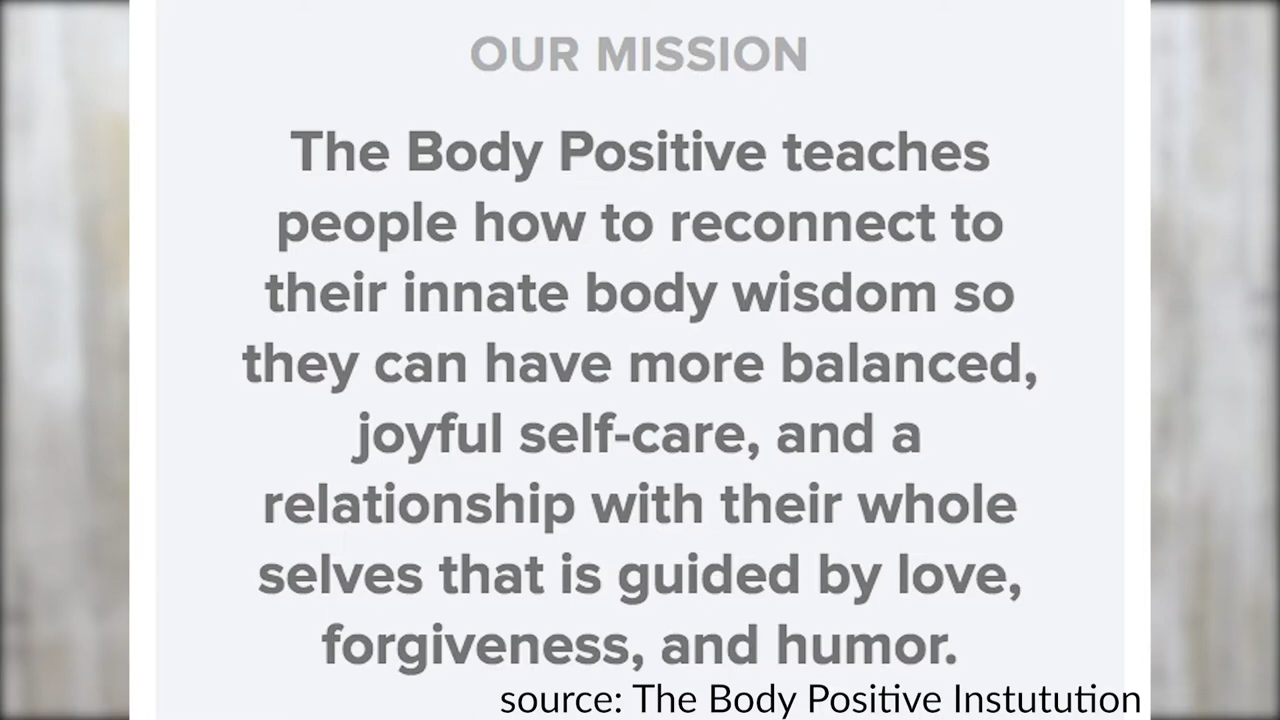 OUR MISSION
The Body Positive teaches
people how to reconnect to
their innate body wisdom so
they can have more balanced,
joyful self-care, and a
relationship with their whole
selves that is guided by love,
forgiveness, and humor.
source: The Body Positive Instutution